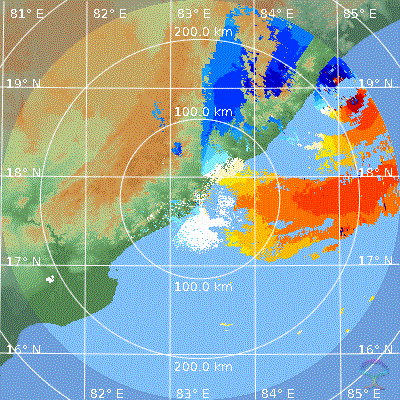 81° E 82° E 83° E 84° E 85° E
200.0 km
19° N 19° N
100.0 km
18° N 18° N
17° N 17° N
100.0 km
16° N 16° N
200.0 km
82° E 83° E 84° E 85° E